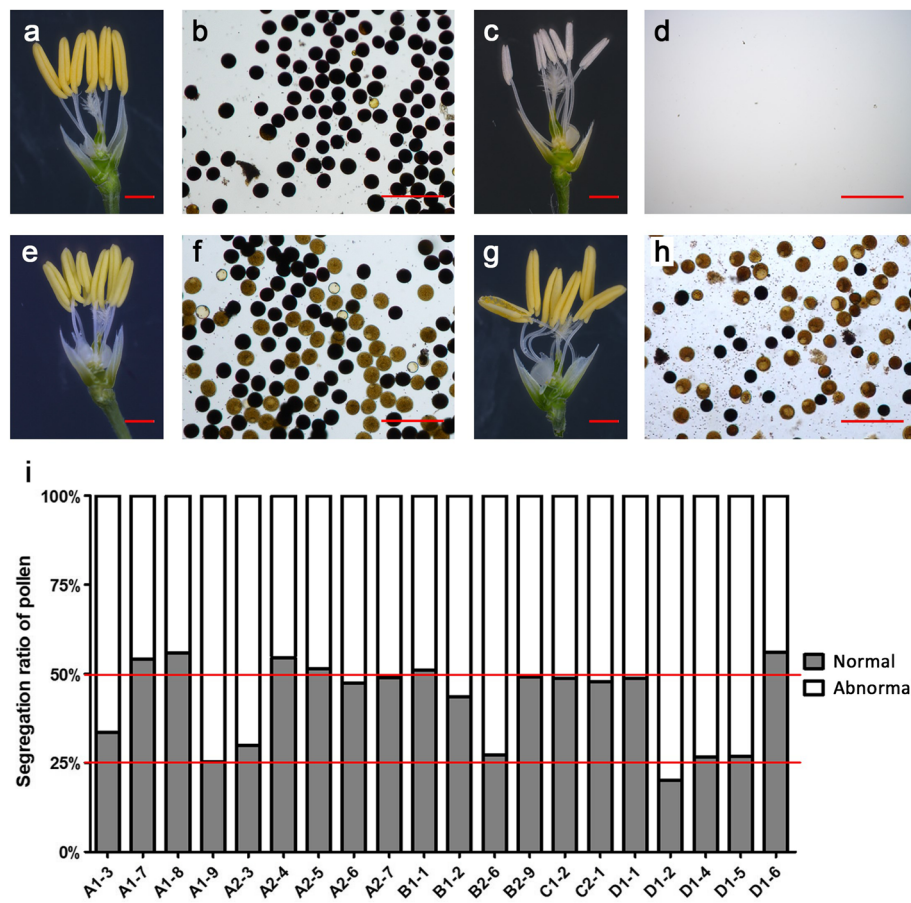 a
b
c
d
e
f
g
h
i
100%
75%
50%
25%
0%
Segregation ratio of pollen
Normal
Abnorma
A1-3
A1-7
A1-8
A1-9
A2-3
A2-4
A2-5
A2-6
A2-7
B1-1
B1-2
B2-6
B2-9
C1-2
C2-1
D1-1
D1-2
D1-4
D1-5
D1-6